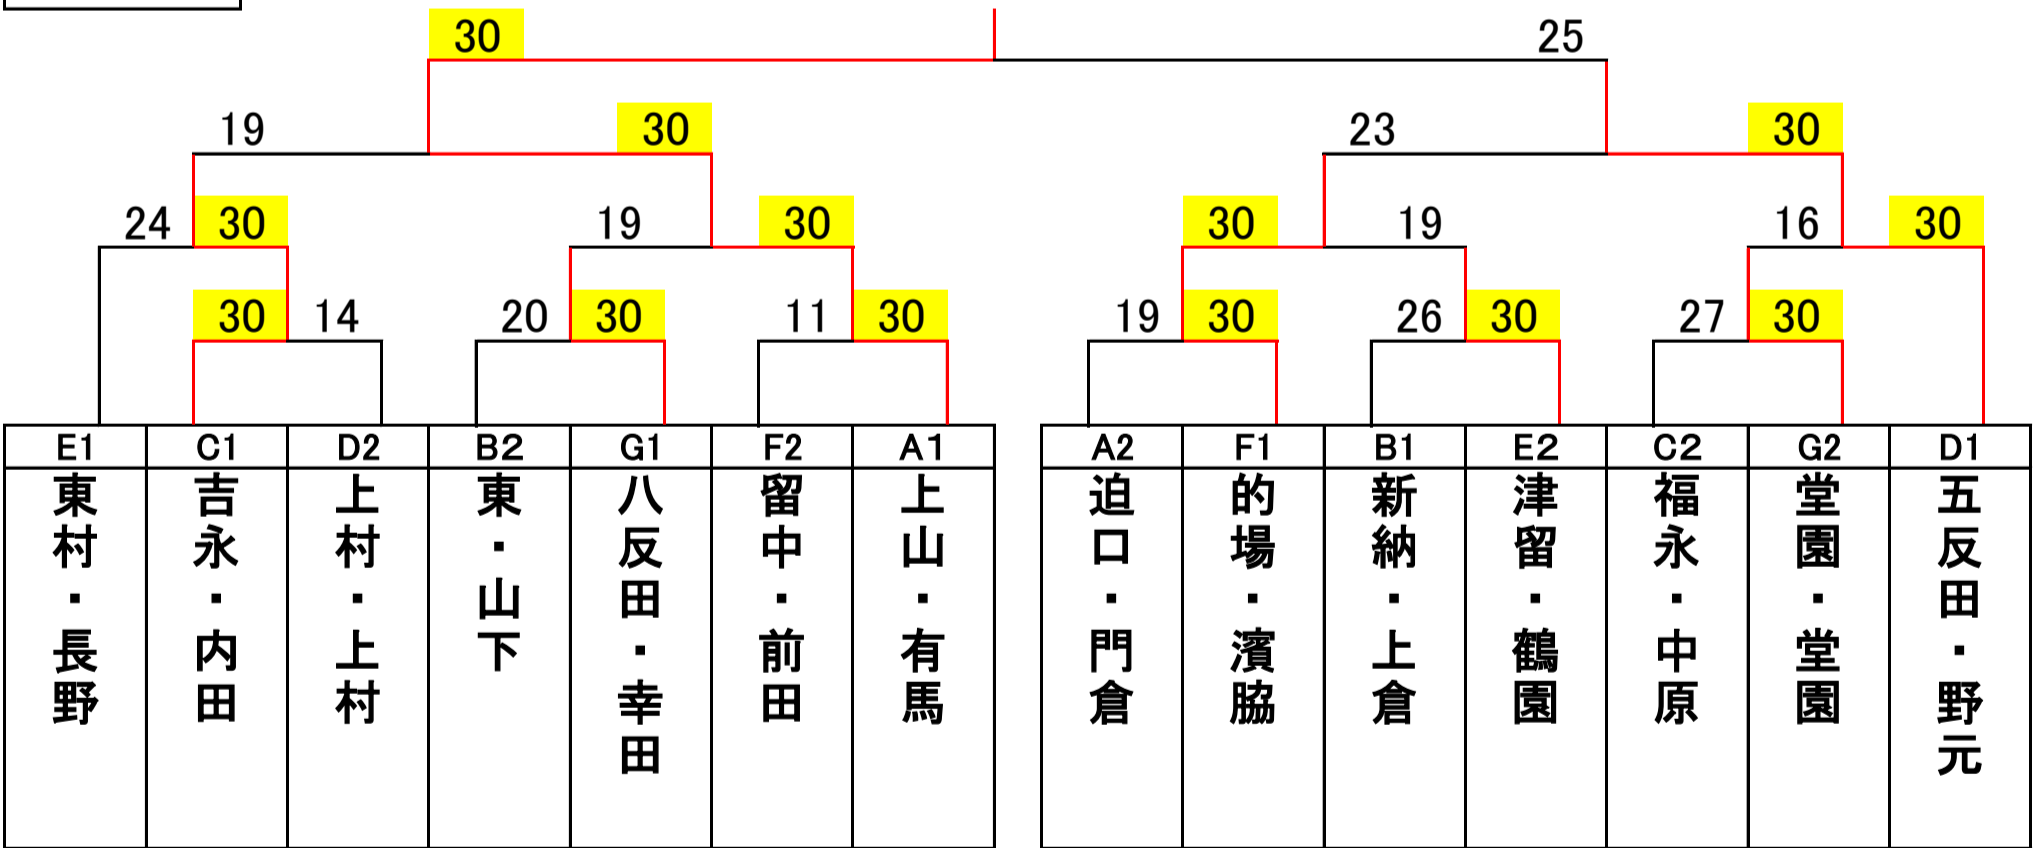 30 25
19 30 23 30
24 30 19 30 30 19 16 30
30 14 20 30 11 30 19 30 26 30 27 30
E1 C1 D2 B2 G1 F2 A1 A2 F1 B1 E2 C2 G2 D1
東村・長野
吉永・内田
上村・上村
東・山下
八反田・幸田
留中・前田
上山・有馬
迫口・門倉
的場・濱脇
新納・上倉
津留・鶴園
福永・中原
堂園・堂園
五反田・野元